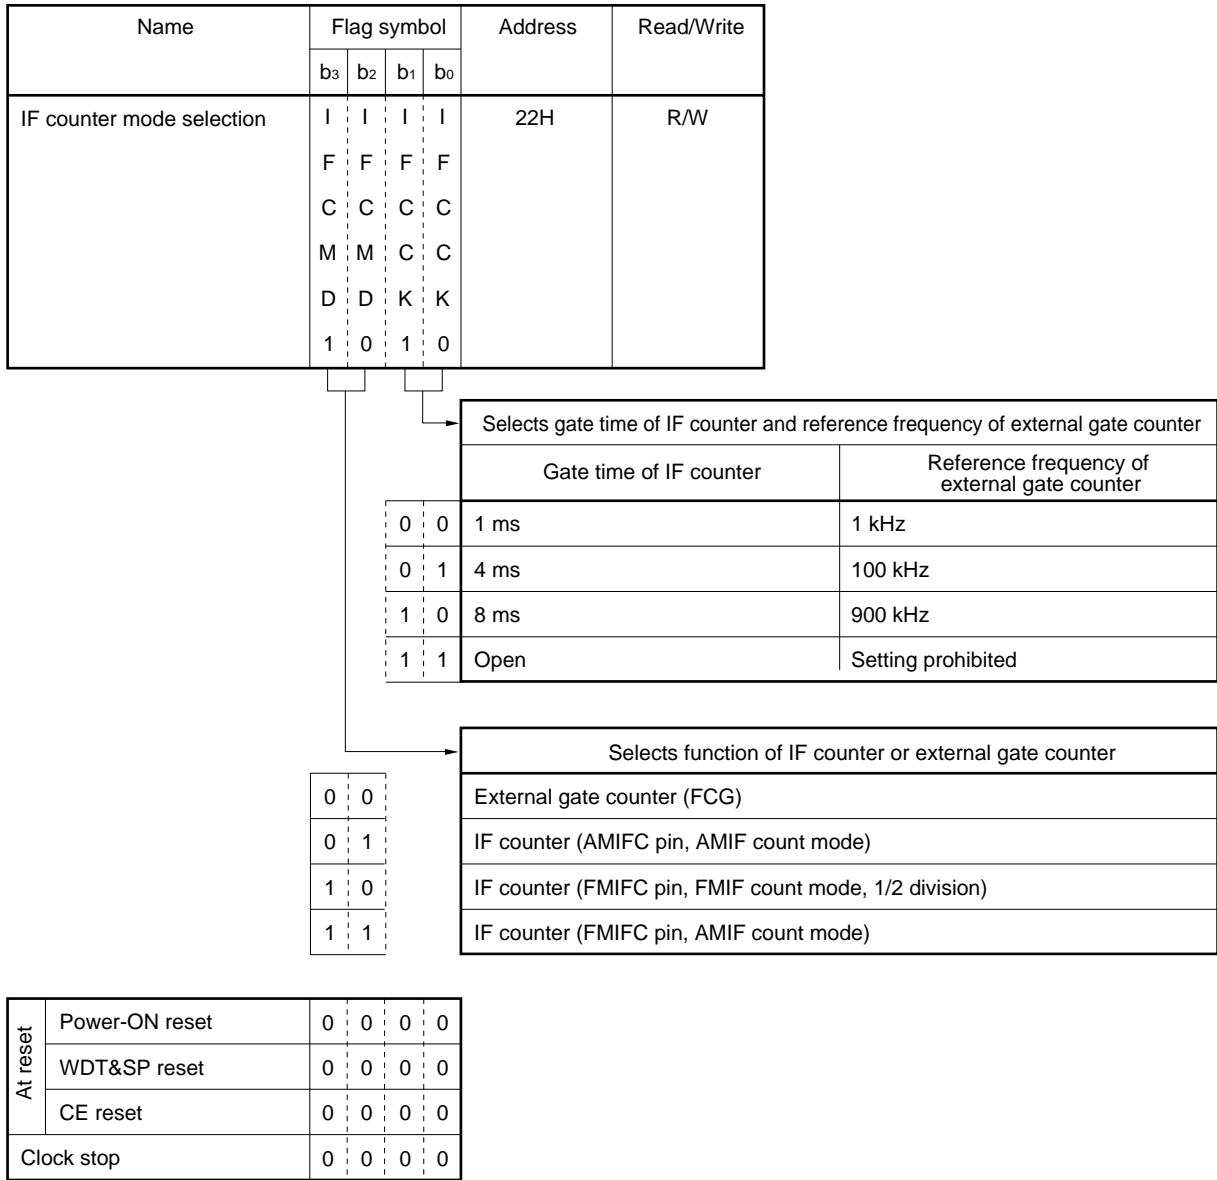 Name Flag symbol Address Read/Write
b3 b2 b1 b0
IF counter mode selection I I I I 22H R/W
F F F F
C C C C
M M C C
D D K K
1 0 1 0
Selects gate time of IF counter and reference frequency of external gate counter
Gate time of IF counter Reference frequency of
external gate counter
0 0 1 ms 1 kHz
0 1 4 ms 100 kHz
1 0 8 ms 900 kHz
1 1 Open Setting prohibited
Selects function of IF counter or external gate counter
0 0 External gate counter (FCG)
0 1 IF counter (AMIFC pin, AMIF count mode)
1 0 IF counter (FMIFC pin, FMIF count mode, 1/2 division)
1 1 IF counter (FMIFC pin, AMIF count mode)
At reset
Power-ON reset 0 0 0 0
WDT&SP reset 0 0 0 0
CE reset 0 0 0 0
Clock stop 0 0 0 0